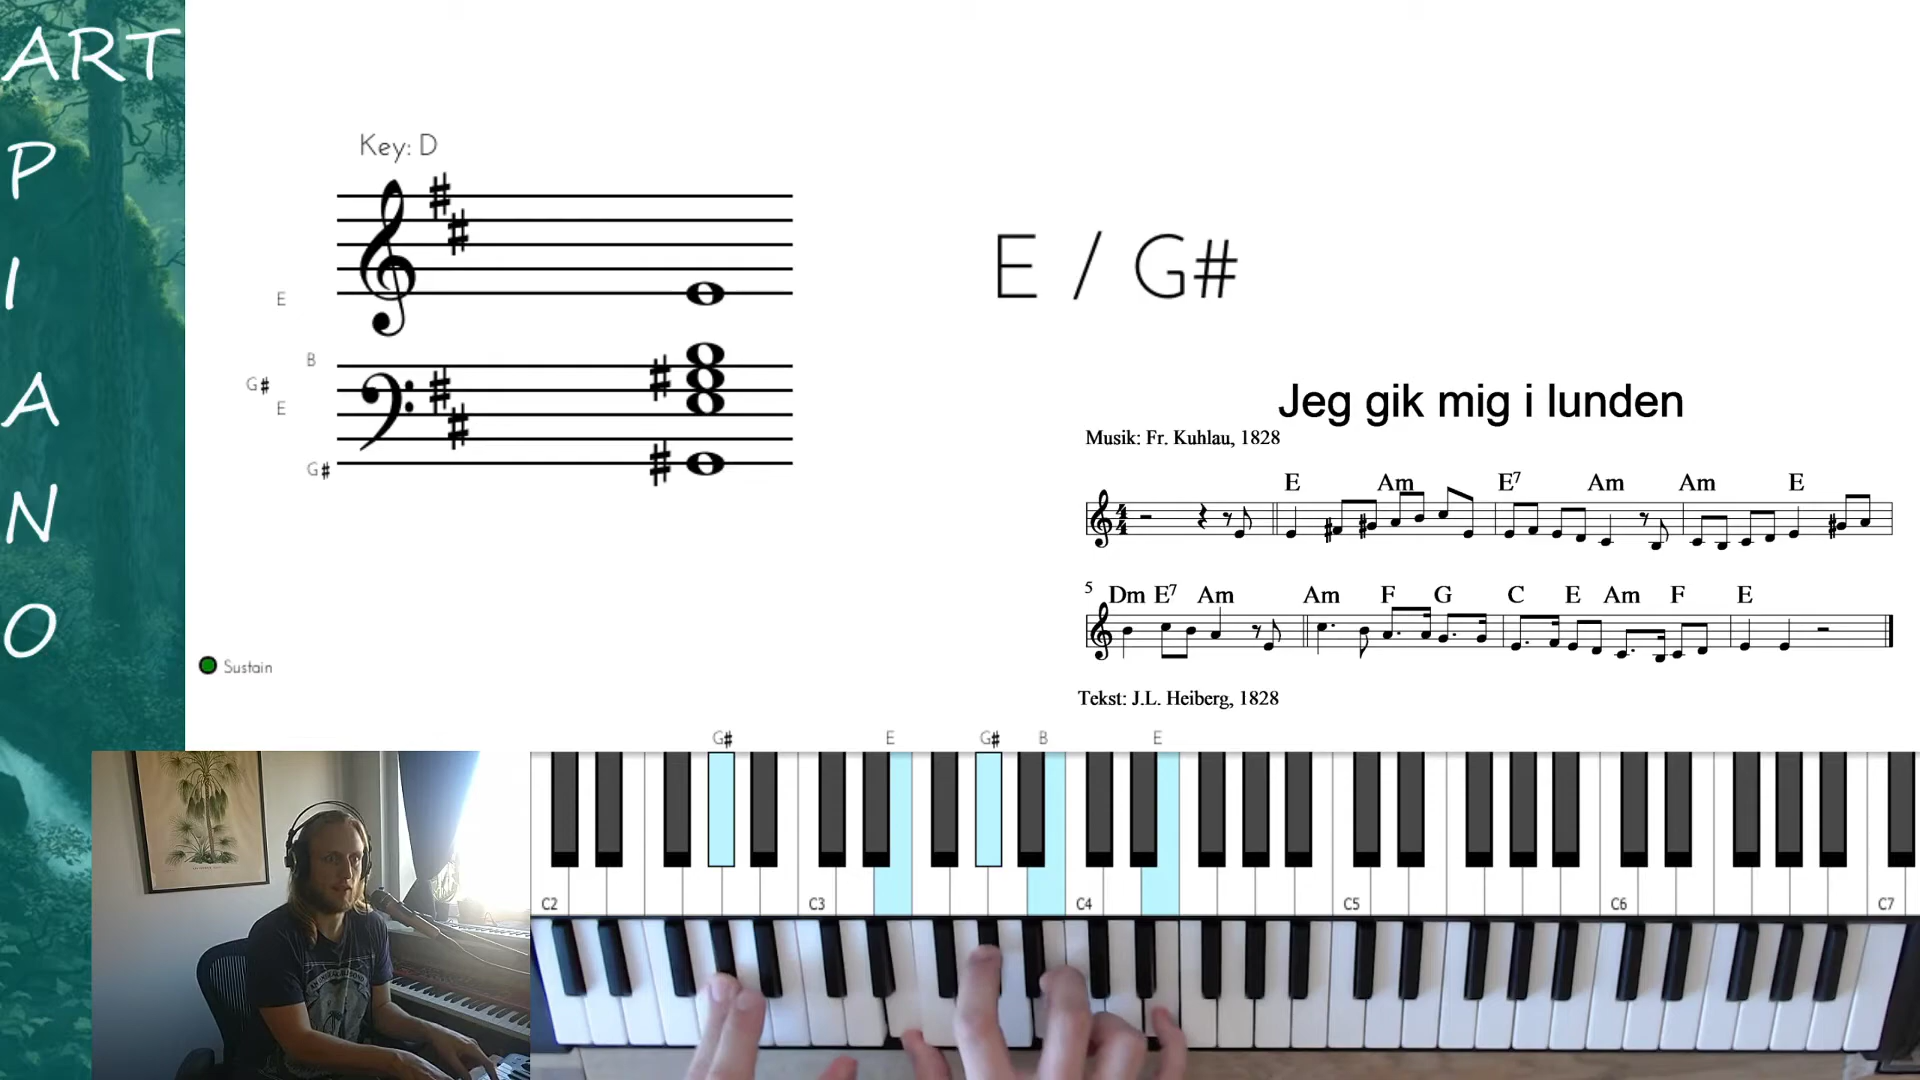 ART
P
I
A
N
O
Key: D
E
B
G#
E
G#
E / G#
Jeg gik mig i lunden
Musik: Fr. Kuhlau, 1828
E Am E7 Am Am E
5 Dm E7 Am Am F G C E Am F E
Tekst: J.L. Heiberg, 1828
Sustain
G# E G# B E
C2 C3 C4 C5 C6 C7